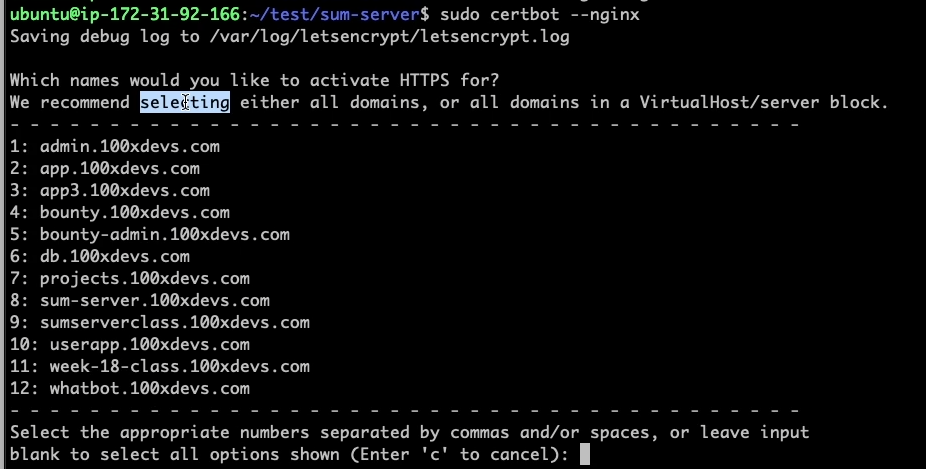 ubuntu@ip-172-31-92-166:~/test/sum-server$ sudo certbot --nginx
Saving debug log to /var/log/letsencrypt/letsencrypt.log
Which names would you like to activate HTTPS for?
We recommend selecting either all domains, or all domains in a VirtualHost/server block.
- - - - - - - - - - - - - - - - - - - - - - - - - - - - - - - - - - - - - - - -
1: admin.100xdevs.com
2: app.100xdevs.com
3: app3.100xdevs.com
4: bounty.100xdevs.com
5: bounty-admin.100xdevs.com
6: db.100xdevs.com
7: projects.100xdevs.com
8: sum-server.100xdevs.com
9: sumserverclass.100xdevs.com
10: userapp.100xdevs.com
11: week-18-class.100xdevs.com
12: whatbot.100xdevs.com
- - - - - - - - - - - - - - - - - - - - - - - - - - - - - - - - - - - - - - - -
Select the appropriate numbers separated by commas and/or spaces, or leave input
blank to select all options shown (Enter 'c' to cancel):